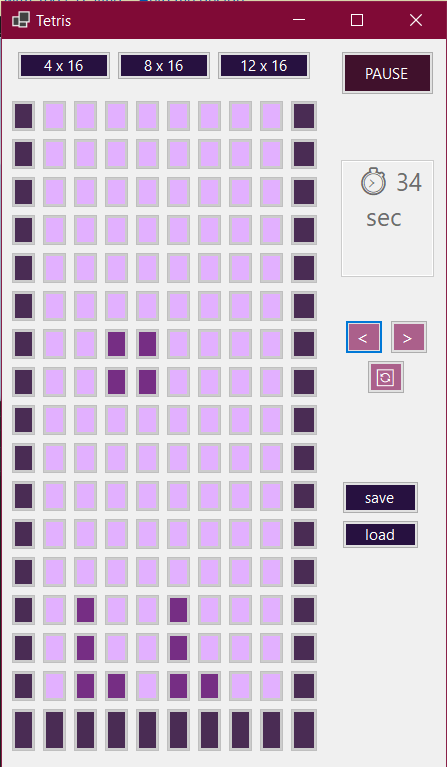 Tetris
4 x 16
8 x 16
12 x 16
PAUSE
34
sec
<
>
save
load